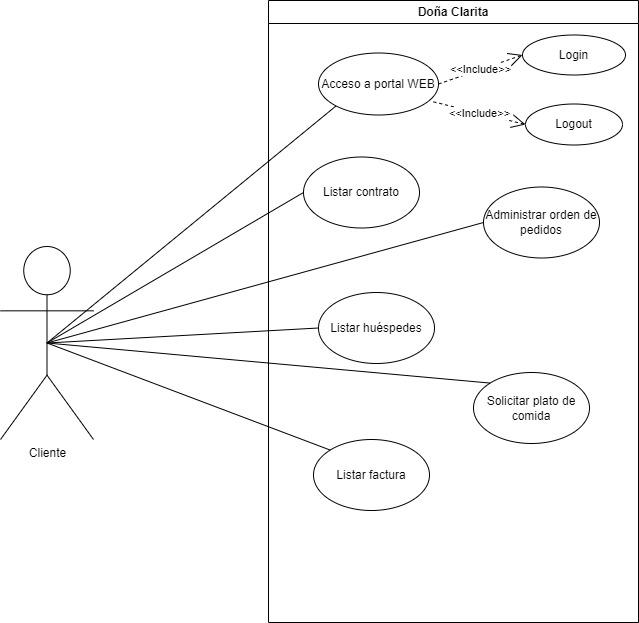 Doña Clarita
Login
<<Include>>
Acceso a portal WEB
<<Include>>
Logout
Listar contrato
Administrar orden de
pedidos
Listar huéspedes
Solicitar plato de
comida
Cliente
Listar factura